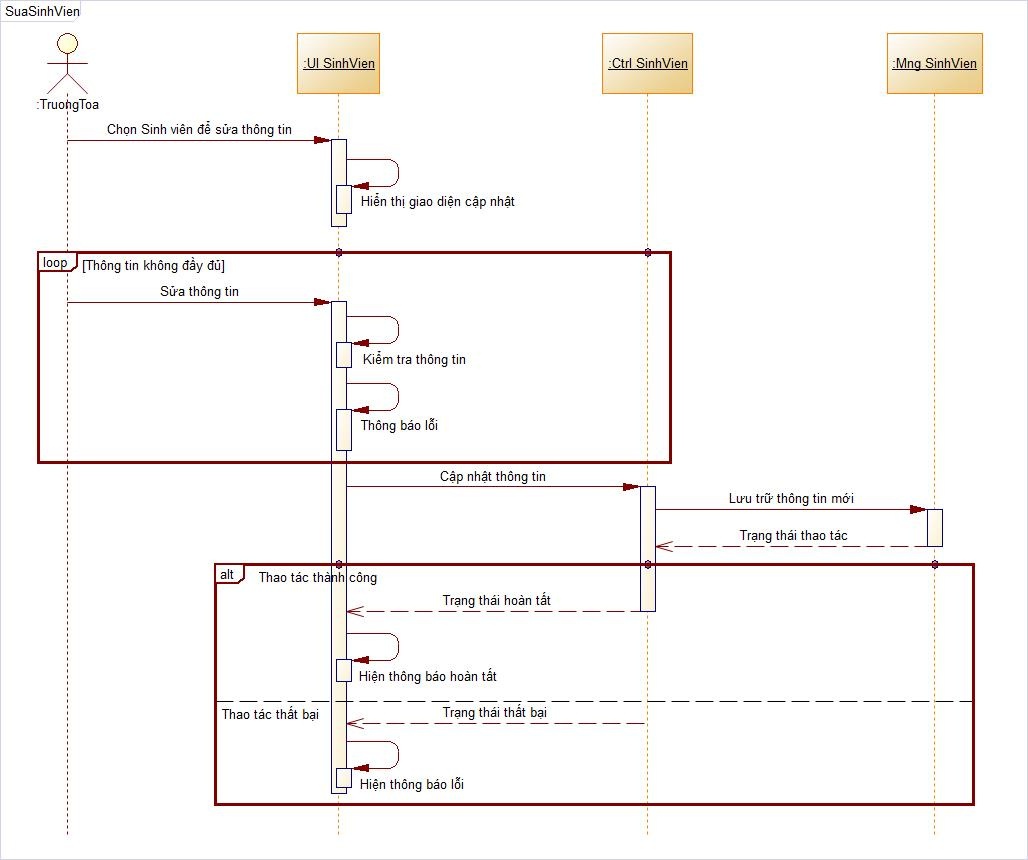 SuaSinhVien
:TruongToa
:UI SinhVien
:Ctrl SinhVien
:Mng SinhVien
Chọn Sinh viên để sửa thông tin
Hiển thị giao diện cập nhật
loop
[Thông tin không đầy đủ]
Sửa thông tin
Kiểm tra thông tin
Thông báo lỗi
Cập nhật thông tin
Lưu trữ thông tin mới
Trạng thái thao tác
alt
Thao tác thành công
Trạng thái hoàn tất
Hiện thông báo hoàn tất
Thao tác thất bại
Trạng thái thất bại
Hiện thông báo lỗi